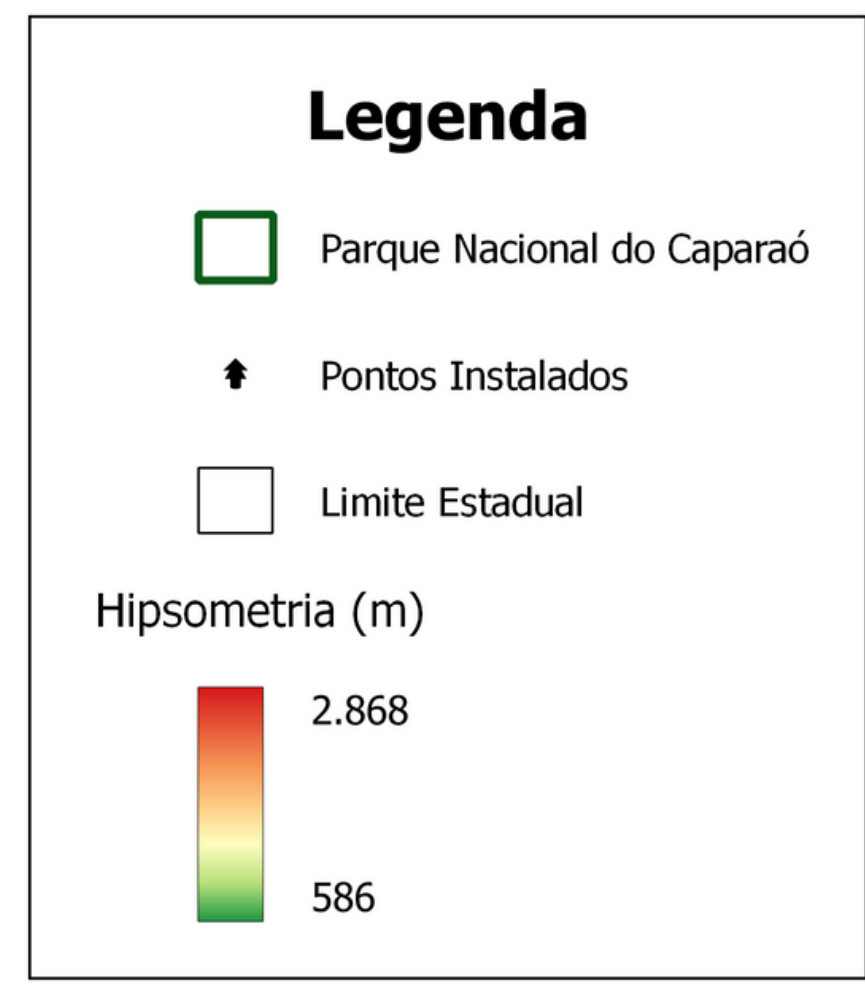 Legenda
Parque Nacional do Caparaó
Pontos Instalados
Limite Estadual
Hipsometria (m)
2.868
586